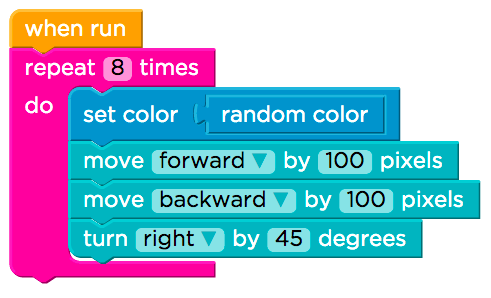 when run
repeat 8 times
do
set color random color
move forward ▼ by 100 pixels
move backward ▼ by 100 pixels
turn right ▼ by 45 degrees